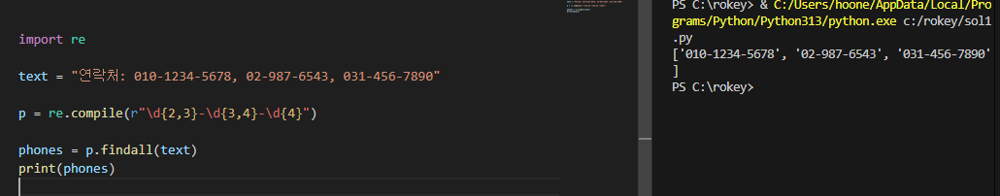 import re
text = "연락처: 010-1234-5678, 02-987-6543, 031-456-7890"
p = re.compile(r"\d{2,3}-\d{3,4}-\d{4}")
phones = p.findall(text)
print(phones)
PS C:\rokey> & C:/Users/hoone/AppData/Local/Pro
grams/Python/Python313/python.exe c:/rokey/sol1
.py
['010-1234-5678', '02-987-6543', '031-456-7890'
]
PS C:\rokey>